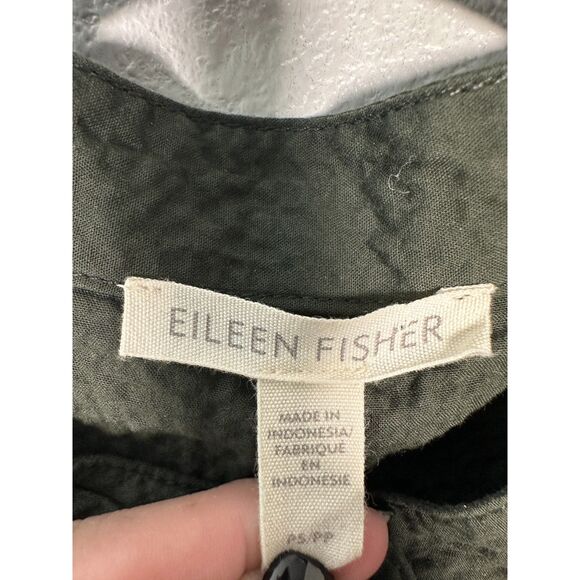 EILEEN FISHER
MADE IN
INDONESIA/
FABRIQUE
EN
INDONESIE
PS/PP